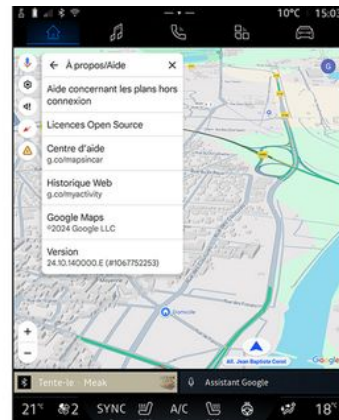 10°C 15:03
À propos/Aide
Aide concernant les plans hors
connexion
Licences Open Source
Centre d'aide
g.co/mapsincar
Historique Web
g.co/myactivity
Google Maps
©2024 Google LLC
Version
24.10.140000.E (#1067752253)
G
+
−
All. Jean Baptiste Corot
Google
Tente-le · Meak
Assistant Google
21° 2 SYNC A/C 18°